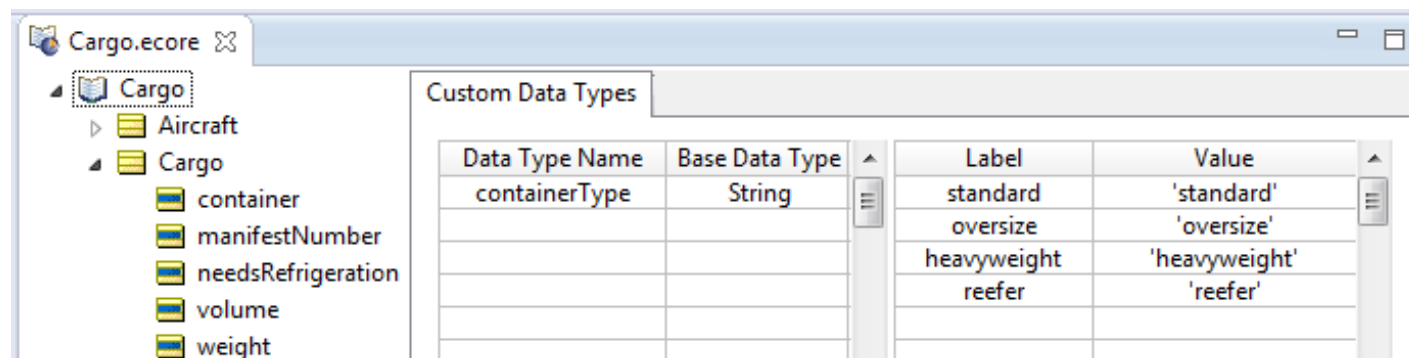 Cargo.ecore
Cargo
Custom Data Types
Aircraft
Cargo
Data Type Name Base Data Type Label Value
container containerType String standard 'standard'
manifestNumber oversize 'oversize'
needsRefrigeration heavyweight 'heavyweight'
volume reefer 'reefer'
weight